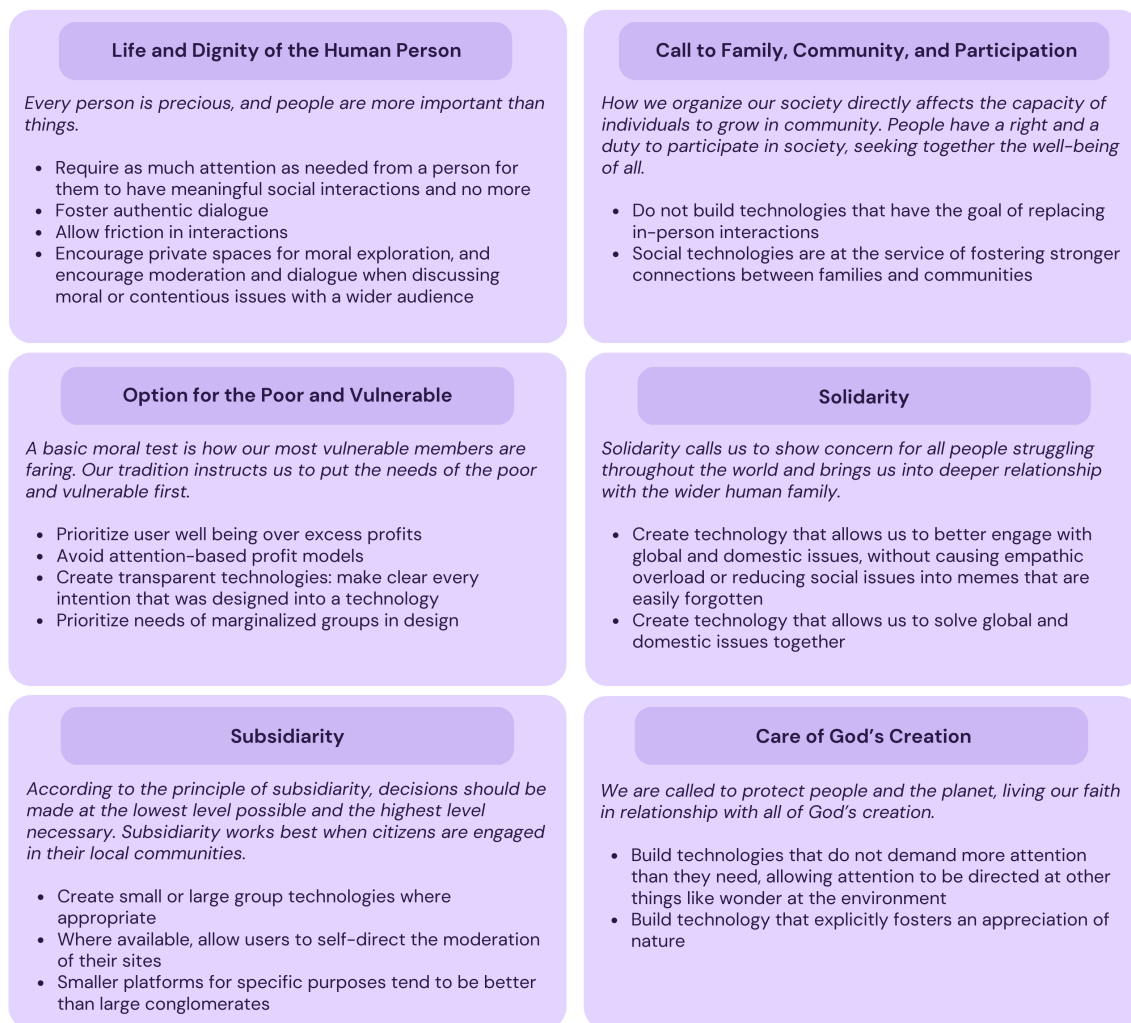 Life and Dignity of the Human Person
Every person is precious, and people are more important than
things.
Require as much attention as needed from a person for
them to have meaningful social interactions and no more
Foster authentic dialogue
Allow friction in interactions
Encourage private spaces for moral exploration, and
encourage moderation and dialogue when discussing
moral or contentious issues with a wider audience
Call to Family, Community, and Participation
How we organize our society directly affects the capacity of
individuals to grow in community. People have a right and a
duty to participate in society, seeking together the well-being
of all.
Do not build technologies that have the goal of replacing
in-person interactions
Social technologies are at the service of fostering stronger
connections between families and communities
Option for the Poor and Vulnerable
A basic moral test is how our most vulnerable members are
faring. Our tradition instructs us to put the needs of the poor
and vulnerable first.
Prioritize user well being over excess profits
Avoid attention-based profit models
Create transparent technologies: make clear every
intention that was designed into a technology
Prioritize needs of marginalized groups in design
Solidarity
Solidarity calls us to show concern for all people struggling
throughout the world and brings us into deeper relationship
with the wider human family.
Create technology that allows us to better engage with
global and domestic issues, without causing empathic
overload or reducing social issues into memes that are
easily forgotten
Create technology that allows us to solve global and
domestic issues together
Subsidiarity
According to the principle of subsidiarity, decisions should be
made at the lowest level possible and the highest level
necessary. Subsidiarity works best when citizens are engaged
in their local communities.
Create small or large group technologies where
appropriate
Where available, allow users to self-direct the moderation
of their sites
Smaller platforms for specific purposes tend to be better
than large conglomerates
Care of God’s Creation
We are called to protect people and the planet, living our faith
in relationship with all of God’s creation.
Build technologies that do not demand more attention
than they need, allowing attention to be directed at other
things like wonder at the environment
Build technology that explicitly fosters an appreciation of
nature